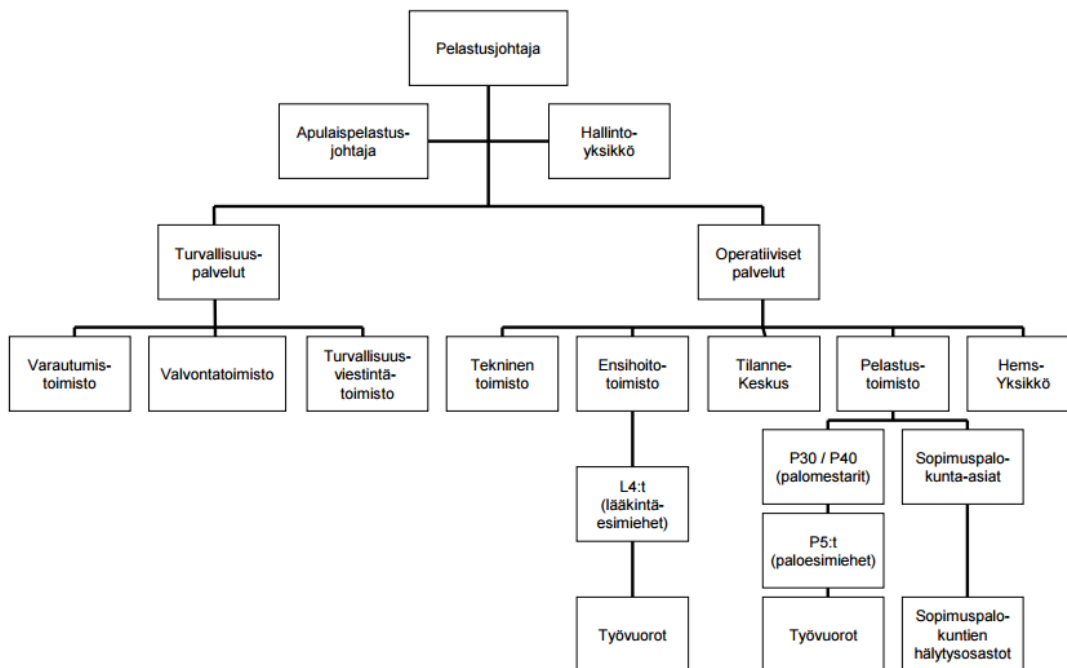 Pelastusjohtaja
Apulaispelastus-
johtaja
Hallinto-
yksikkö
Turvallisuus-
palvelut
Operatiiviset
palvelut
Varautumis-
toimisto
Valvontatoimisto
Turvallisuus-
viestintä-
toimisto
Tekninen
toimisto
Ensihoito-
toimisto
Tilanne-
Keskus
Pelastus-
toimisto
Hems-
Yksikkö
L4:t
(lääkintä-
esimiehet)
P30 / P40
(palomestarit)
Sopimuspalo-
kunta-asiat
P5:t
(paloesimiehet)
Työvuorot
Työvuorot
Sopimuspalo-
kuntien
hälytysosastot